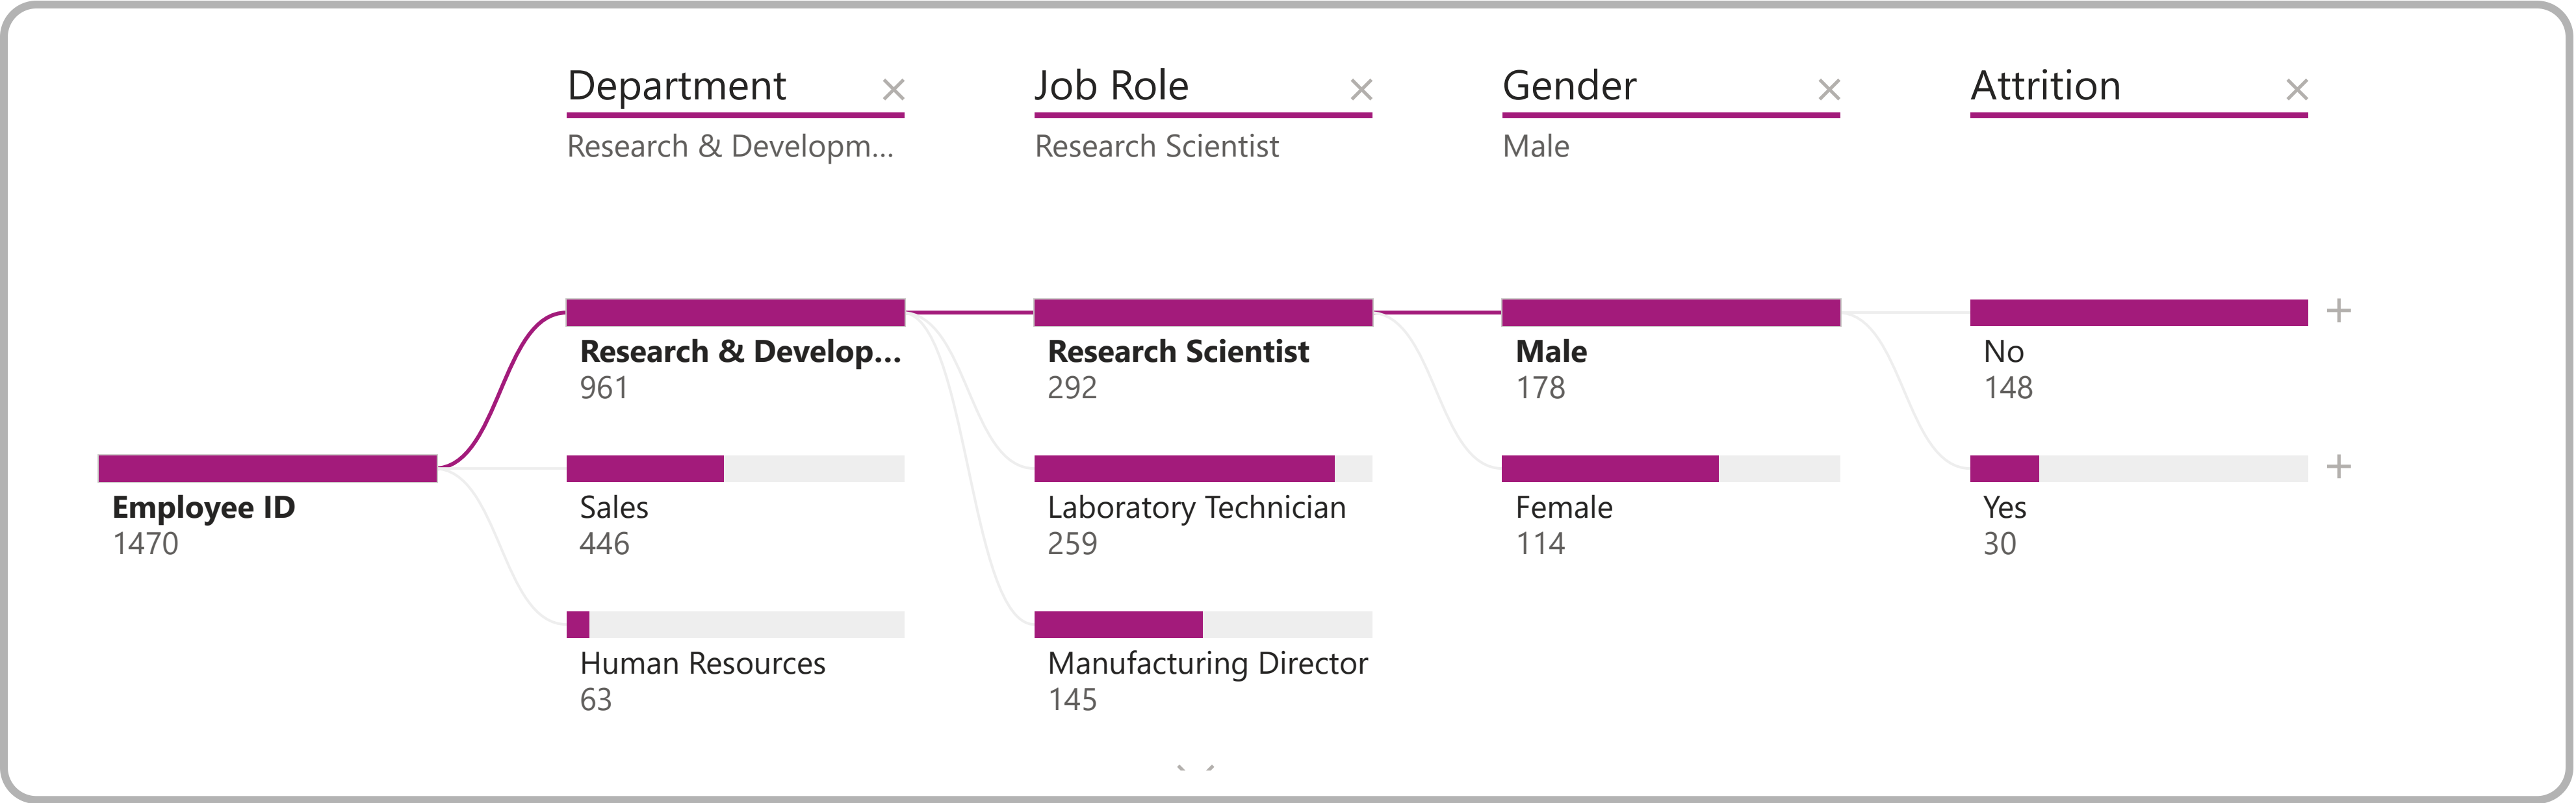 Department
Research & Developm...
Job Role
Research Scientist
Gender
Male
Attrition
Employee ID
1470
Research & Develop...
961
Sales
446
Human Resources
63
Research Scientist
292
Laboratory Technician
259
Manufacturing Director
145
Male
178
Female
114
No
148
Yes
30